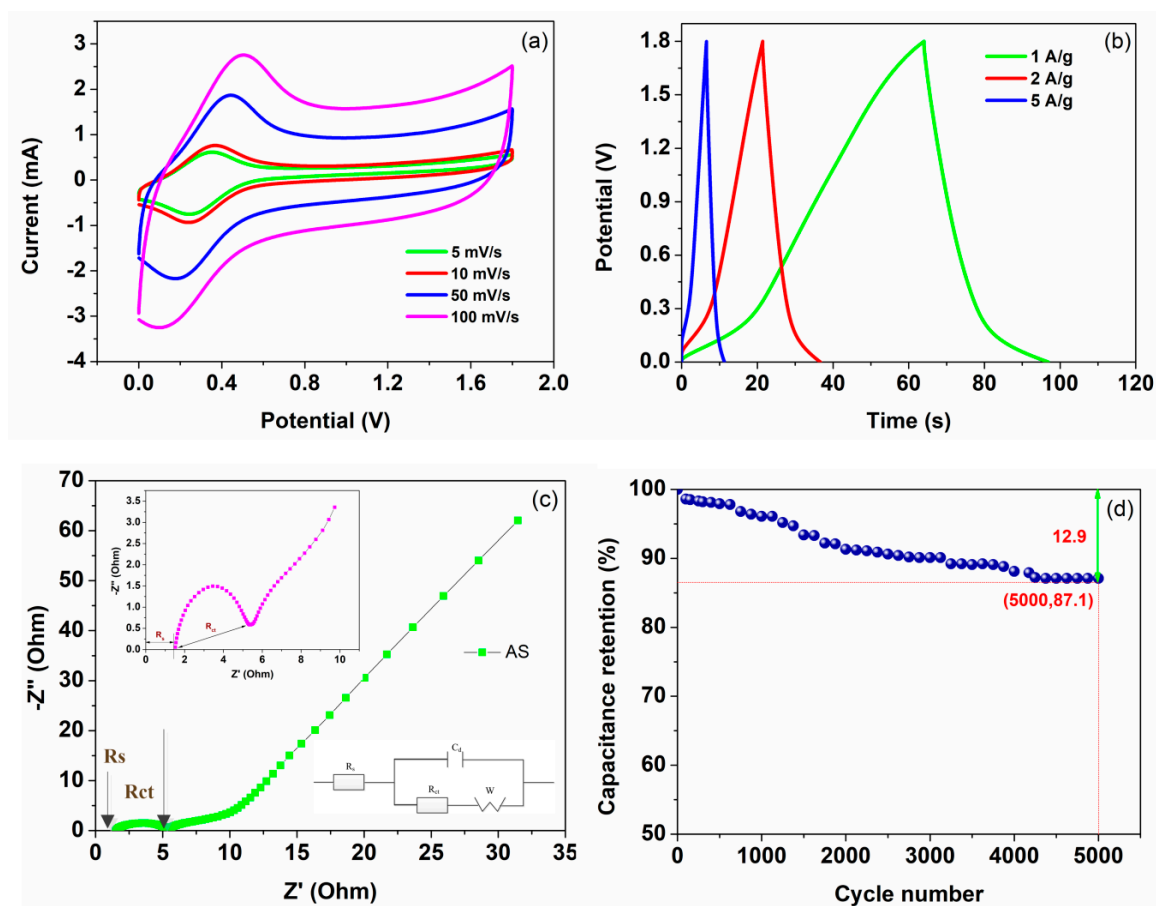 (a)
3
2
1
0
-1
-2
-3
-4
Current (mA)
5 mV/s
10 mV/s
50 mV/s
100 mV/s
0.0 0.4 0.8 1.2 1.6 2.0
Potential (V)
(b)
1.8
1.5
1.2
0.9
0.6
0.3
0.0
Potential (V)
1 A/g
2 A/g
5 A/g
0 20 40 60 80 100 120
Time (s)
(c)
70
60
50
40
30
20
10
0
-Z" (Ohm)
3.5
3.0
2.5
2.0
1.5
1.0
0.5
0.0
-Z" (Ohm)
Rs
Rct
0 2 4 6 8 10
Z' (Ohm)
AS
Rs
Rct
Rs
Cd
Rct
W
0 5 10 15 20 25 30 35
Z' (Ohm)
(d)
100
90
80
70
60
50
Capacitance retention (%)
12.9
(5000,87.1)
0 1000 2000 3000 4000 5000
Cycle number